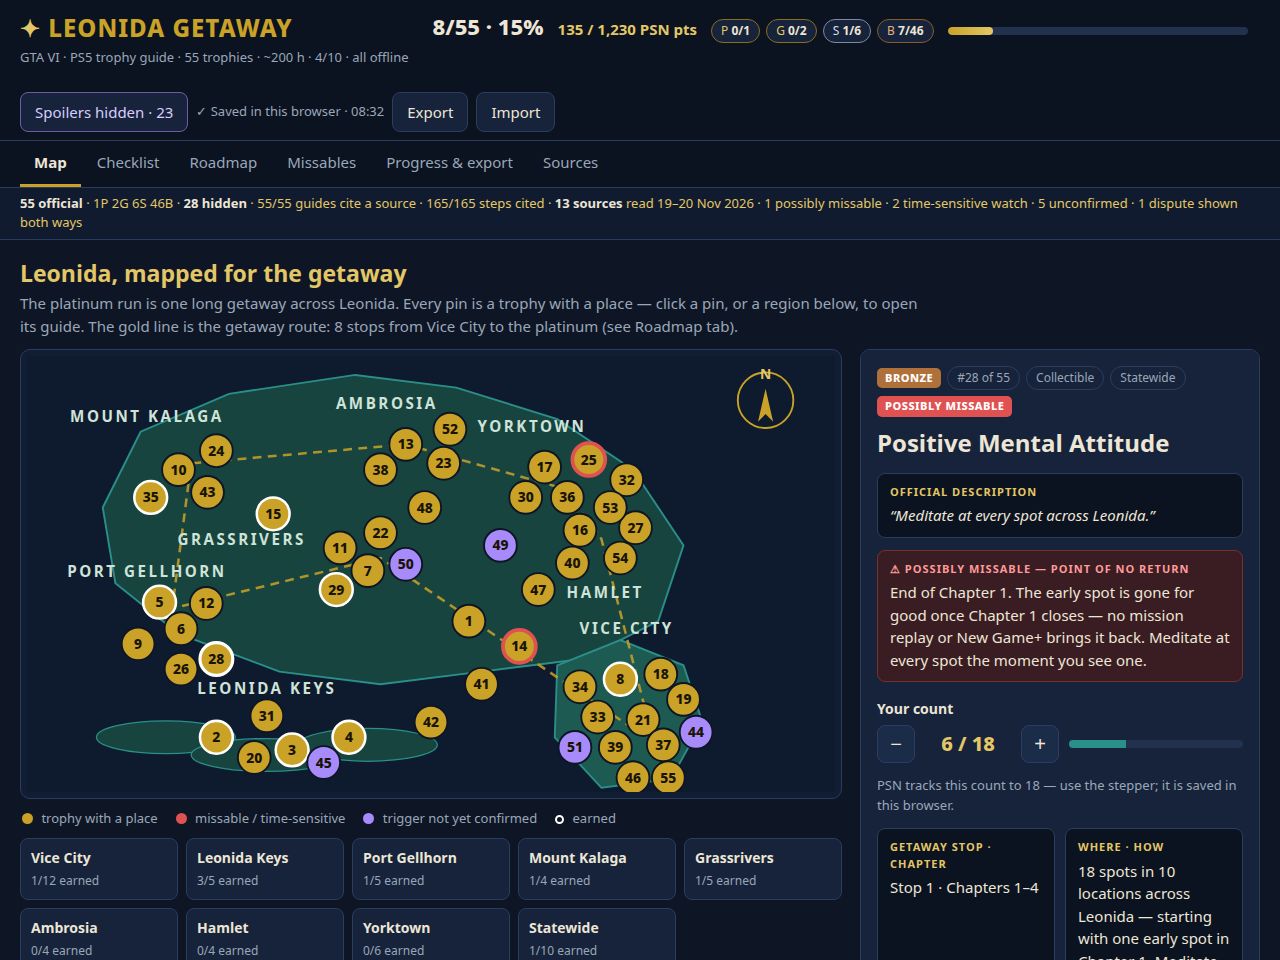 ✦ LEONIDA GETAWAY
GTA VI · PS5 trophy guide · 55 trophies · ~200 h · 4/10 · all offline
8/55 · 15%
135 / 1,230 PSN pts
P 0/1
G 0/2
S 1/6
B 7/46
Spoilers hidden · 23
✓ Saved in this browser · 08:32
Export
Import
Map
Checklist
Roadmap
Missables
Progress & export
Sources
55 official · 1P 2G 6S 46B · 28 hidden · 55/55 guides cite a source · 165/165 steps cited · 13 sources read 19–20 Nov 2026 · 1 possibly missable · 2 time-sensitive watch · 5 unconfirmed · 1 dispute shown
both ways
Leonida, mapped for the getaway
The platinum run is one long getaway across Leonida. Every pin is a trophy with a place — click a pin, or a region below, to open
its guide. The gold line is the getaway route: 8 stops from Vice City to the platinum (see Roadmap tab).
N
AMBROSIA
MOUNT KALAGA
YORKTOWN
52
13
24
10
38
23
17
25
32
35
43
30
36
15
48
53
GRASSRIVERS
22
16
27
11
49
40
54
PORT GELLHORN
7
50
29
47
HAMLET
5
12
1
VICE CITY
6
9
14
26
28
8
18
LEONIDA KEYS
41
34
19
31
42
33
21
2
4
44
20
3
45
51
39
37
46
55
trophy with a place
missable / time-sensitive
trigger not yet confirmed
earned
Vice City
1/12 earned
Leonida Keys
3/5 earned
Port Gellhorn
1/5 earned
Mount Kalaga
1/4 earned
Grassrivers
1/5 earned
Ambrosia
0/4 earned
Hamlet
0/4 earned
Yorktown
0/6 earned
Statewide
1/10 earned
BRONZE
#28 of 55
Collectible
Statewide
POSSIBLY MISSABLE
Positive Mental Attitude
OFFICIAL DESCRIPTION
“Meditate at every spot across Leonida.”
⚠ POSSIBLY MISSABLE — POINT OF NO RETURN
End of Chapter 1. The early spot is gone for
good once Chapter 1 closes — no mission
replay or New Game+ brings it back. Meditate at
every spot the moment you see one.
Your count
−
6 / 18
+
PSN tracks this count to 18 — use the stepper; it is saved in
this browser.
GETAWAY STOP ·
CHAPTER
Stop 1 · Chapters 1–4
WHERE · HOW
18 spots in 10
locations across
Leonida — starting
with one early spot in
Chapter 1. Meditate